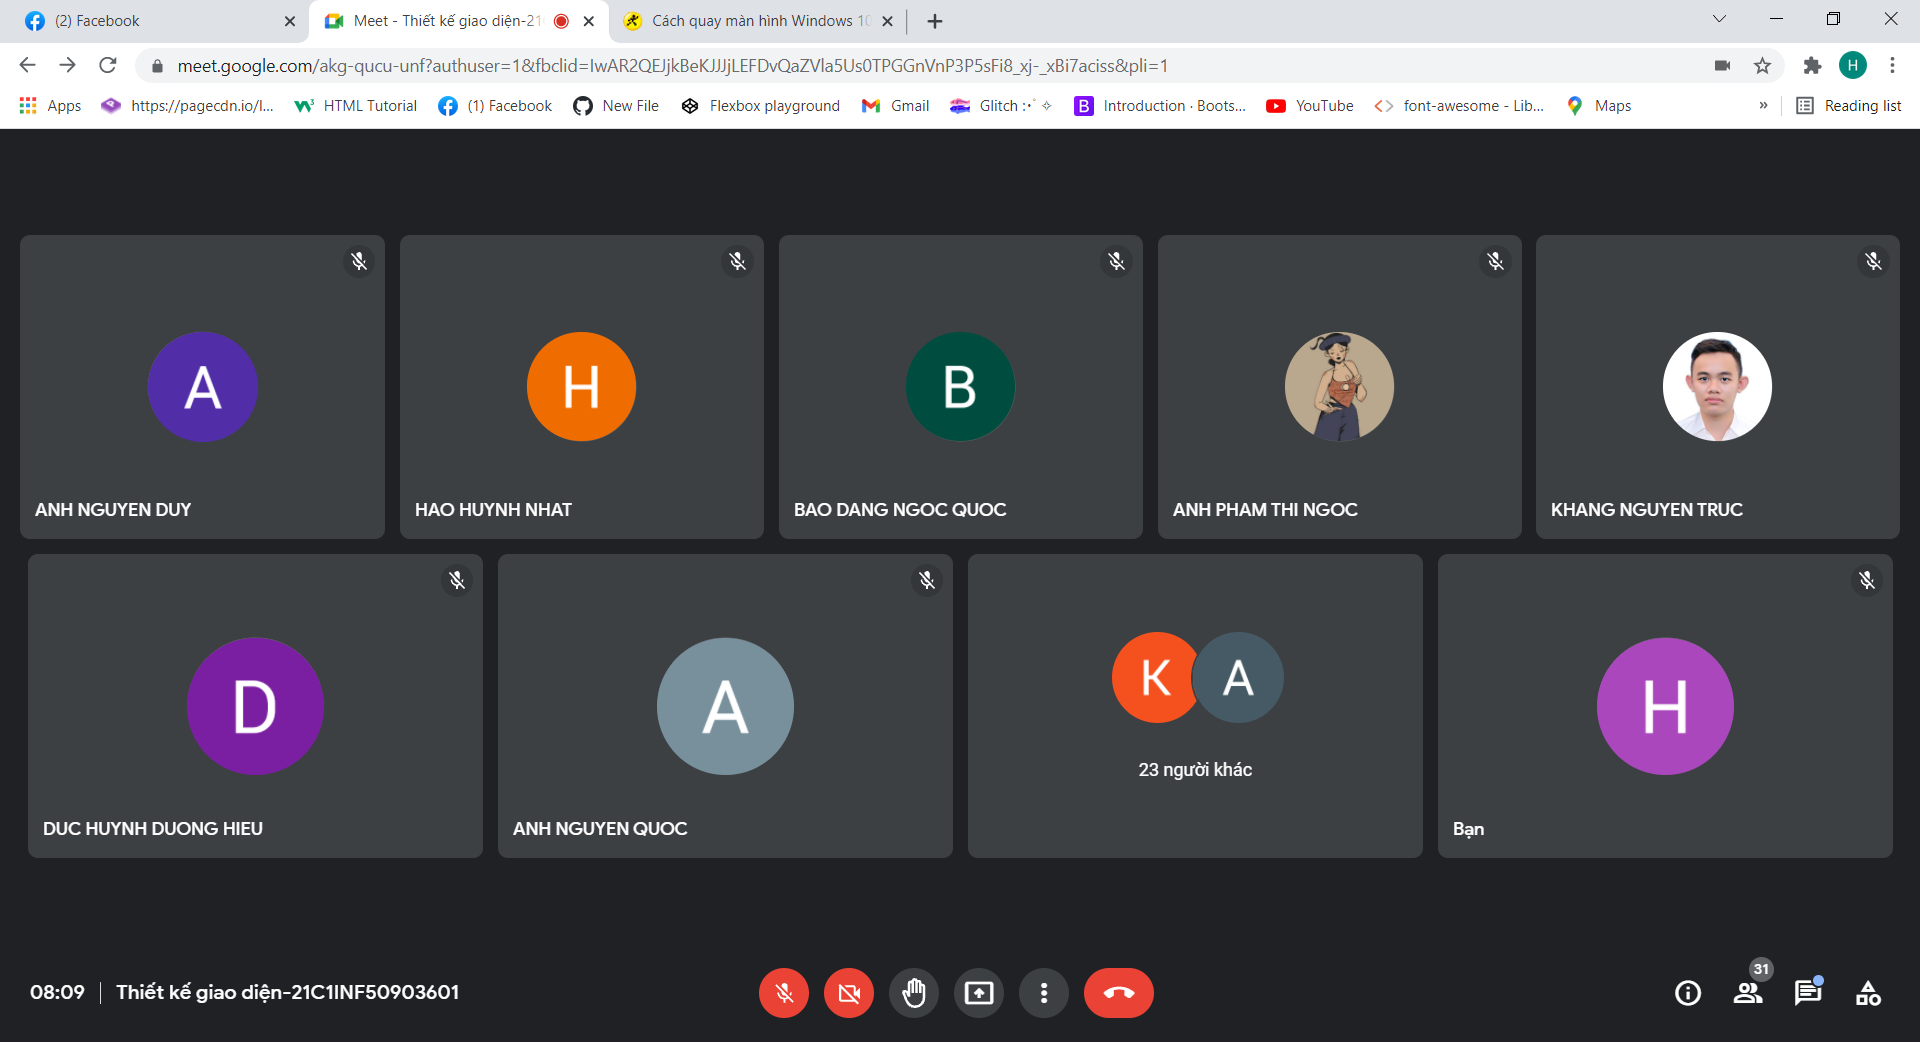 (2) Facebook
Meet - Thiết kế giao diện-21
Cách quay màn hình Windows 10
meet.google.com/akg-qucu-unf?authuser=1&fbclid=IwAR2QEJjkBeKJJJjLEFDvQaZVla5Us0TPGGnVnP3P5sFi8_xj-_xBi7aciss&pli=1
H
Apps
https://pagecdn.io/l...
HTML Tutorial
(1) Facebook
New File
Flexbox playground
Gmail
Glitch :･ﾟ✧
B
Introduction · Boots...
YouTube
font-awesome - Lib...
Maps
»
Reading list
A
ANH NGUYEN DUY
H
HAO HUYNH NHAT
B
BAO DANG NGOC QUOC
ANH PHAM THI NGOC
KHANG NGUYEN TRUC
D
DUC HUYNH DUONG HIEU
A
ANH NGUYEN QUOC
K
A
23 người khác
H
Bạn
08:09
Thiết kế giao diện-21C1INF50903601
31